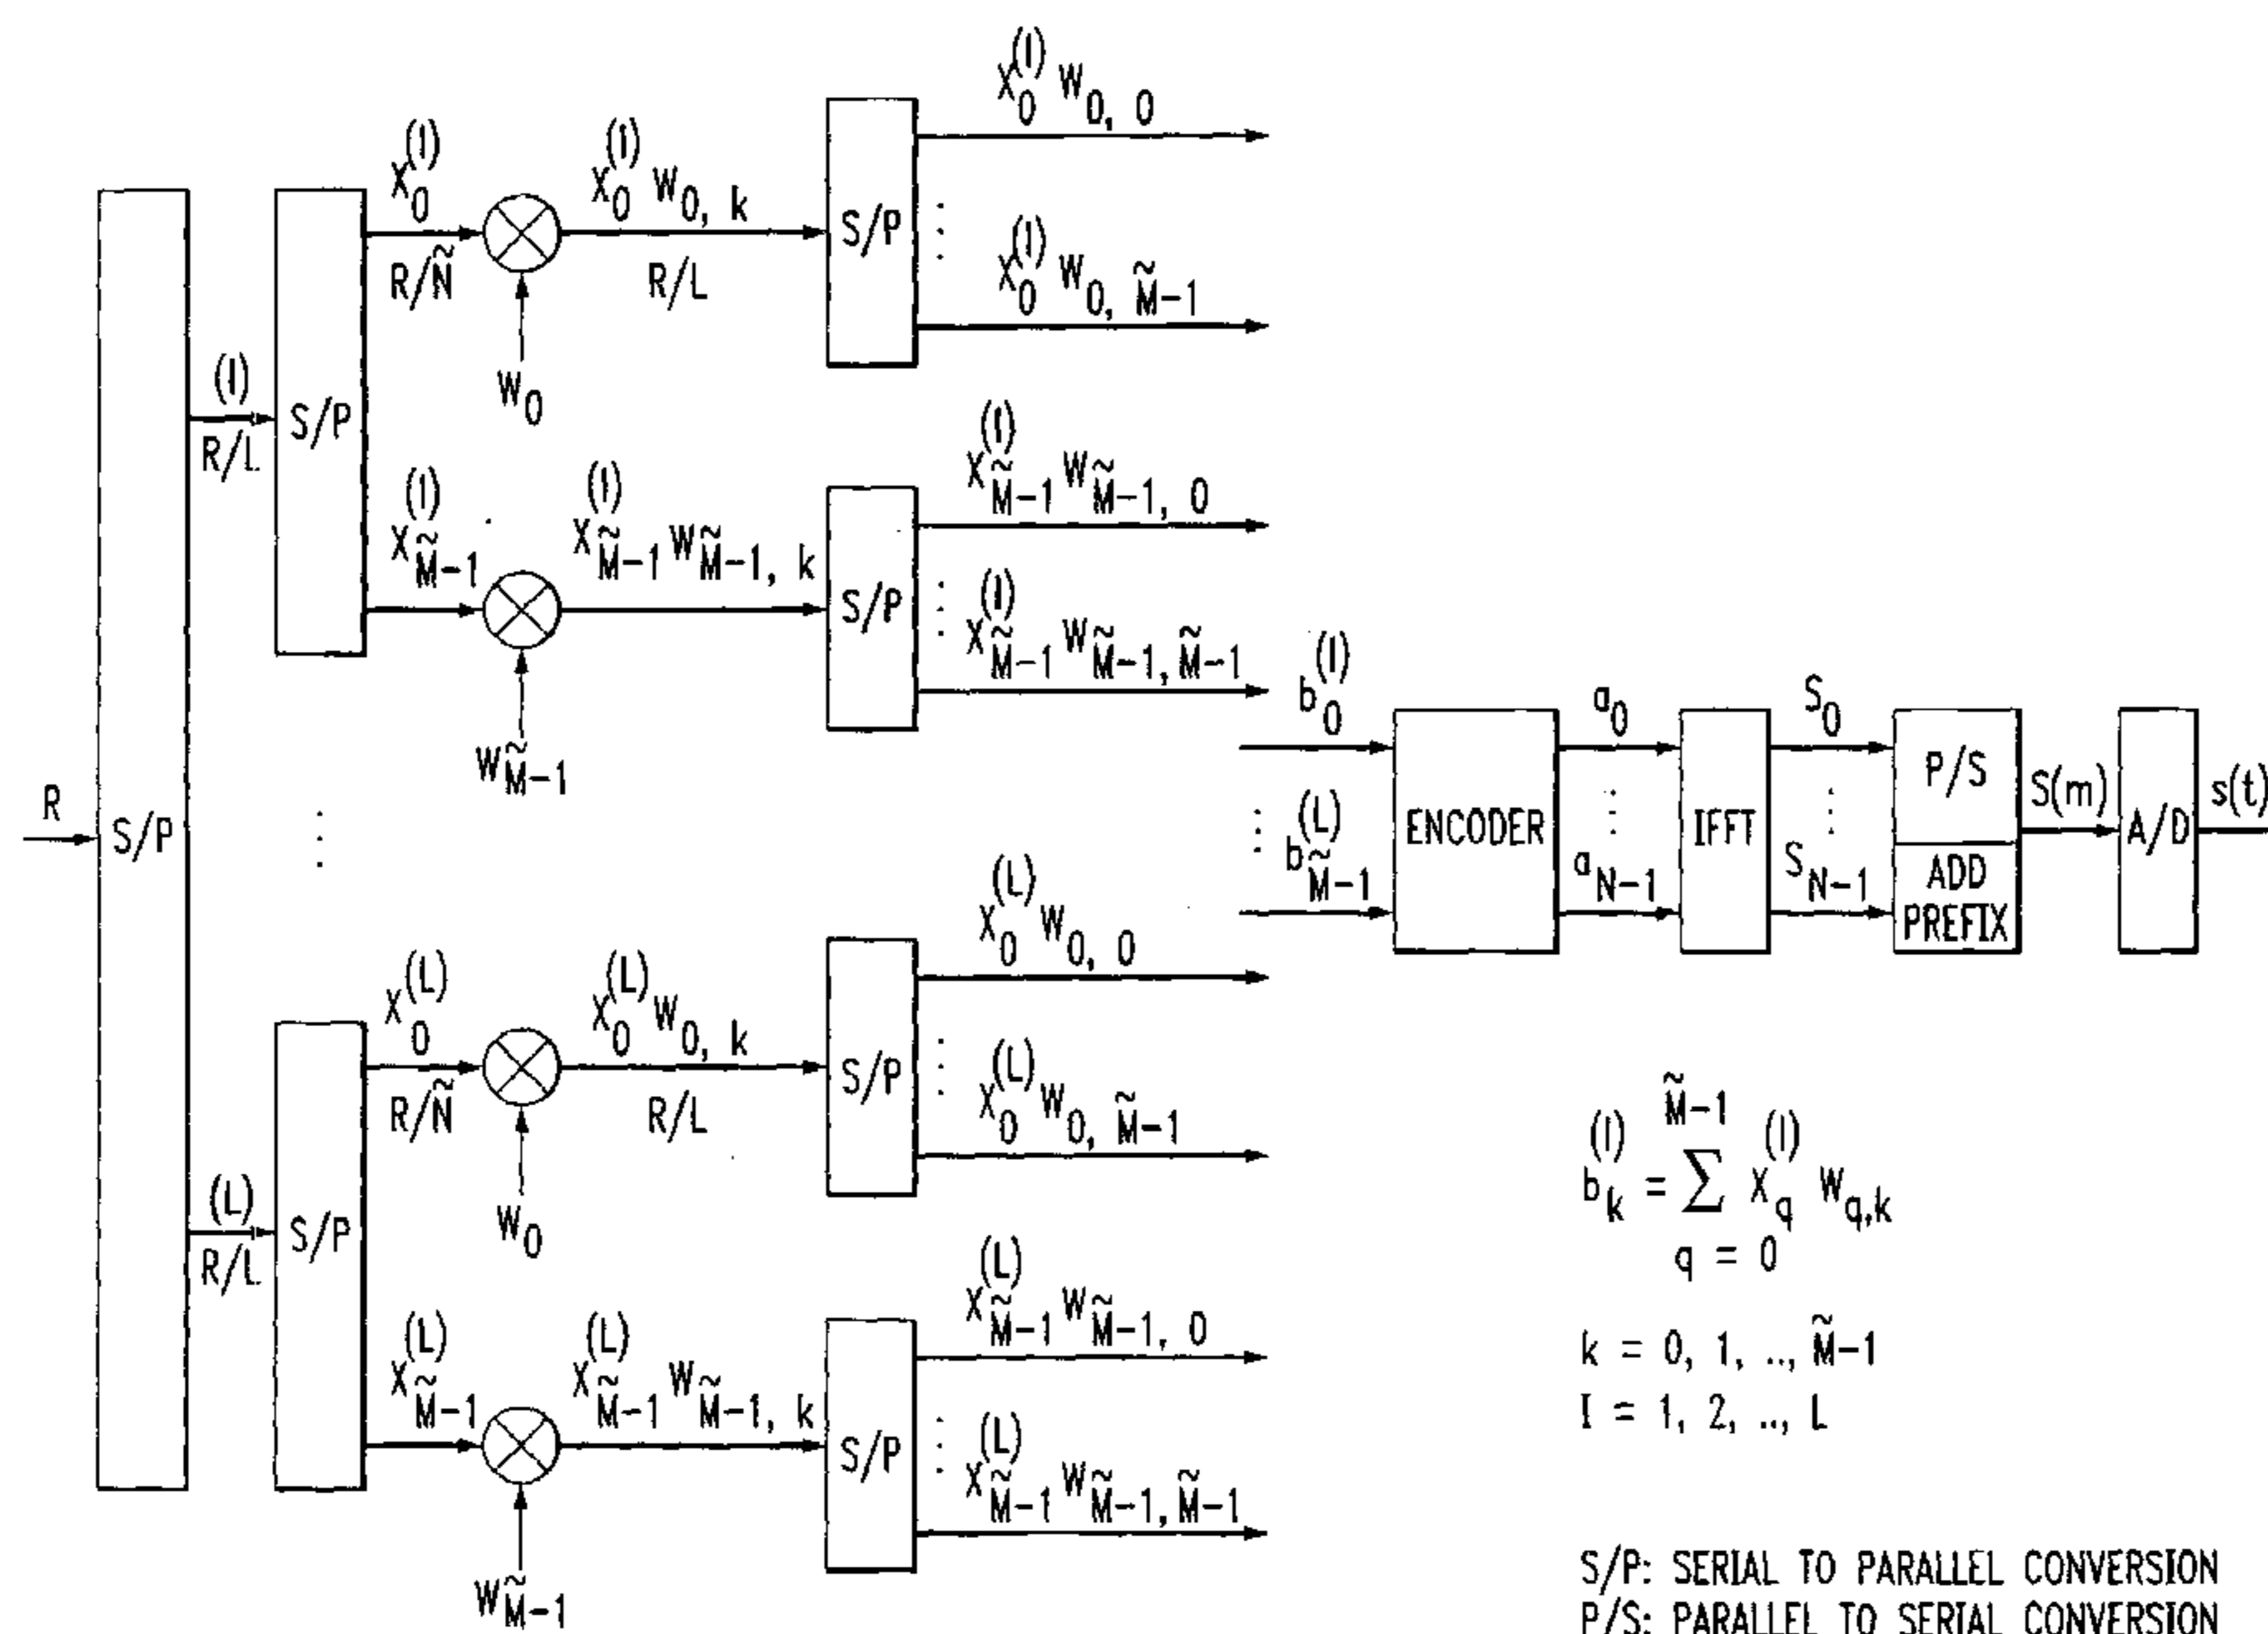 R
S/P
(I)
R/L
S/P
X_0^(I)
R/Ñ
W_0
X_0^(I) W_0, k
R/L
S/P
X_0^(I) W_0, 0
X_0^(I) W_0, M̃-1
X_M̃-1^(I)
W_M̃-1
X_M̃-1^(I) W_M̃-1, k
S/P
X_M̃-1^(I) W_M̃-1, 0
X_M̃-1^(I) W_M̃-1, M̃-1
(L)
R/L
S/P
X_0^(L)
R/Ñ
W_0
X_0^(L) W_0, k
R/L
S/P
X_0^(L) W_0, 0
X_0^(L) W_0, M̃-1
X_M̃-1^(L)
W_M̃-1
X_M̃-1^(L) W_M̃-1, k
S/P
X_M̃-1^(L) W_M̃-1, 0
X_M̃-1^(L) W_M̃-1, M̃-1
b_0^(I)
b_M̃-1^(L)
ENCODER
a_0
a_N-1
IFFT
S_0
S_N-1
P/S
ADD
PREFIX
S(m)
A/D
s(t)
b_k^(I) = ∑_{q = 0}^{M̃-1} X_q^(I) W_q,k
k = 0, 1, .., M̃-1
I = 1, 2, .., L
S/P: SERIAL TO PARALLEL CONVERSION
P/S: PARALLEL TO SERIAL CONVERSION